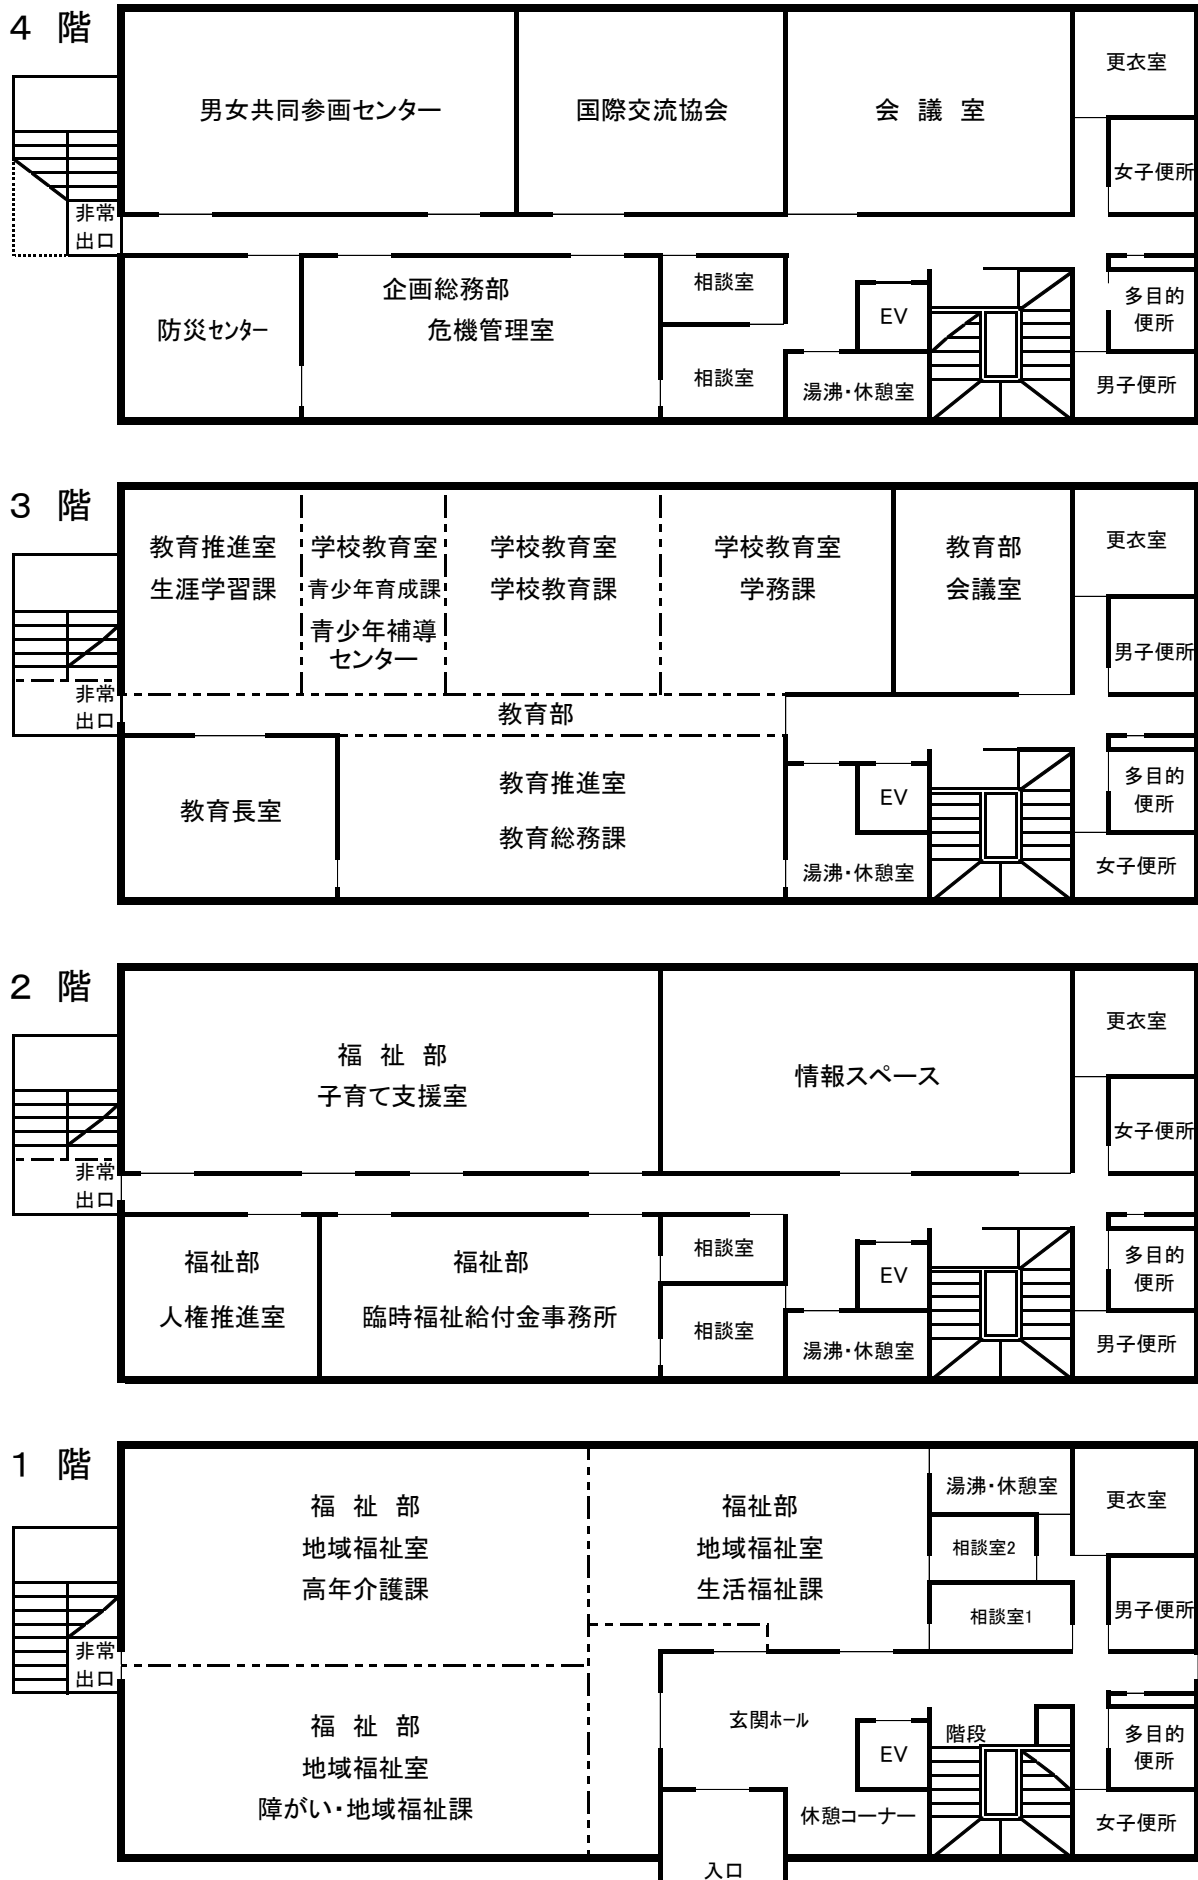 4 階
男女共同参画センター
国際交流協会
会 議 室
更衣室
女子便所
非常
出口
防災センター
企画総務部
危機管理室
相談室
相談室
EV
湯沸・休憩室
多目的
便所
男子便所
3 階
教育推進室
生涯学習課
学校教育室
青少年育成課
青少年補導
センター
学校教育室
学校教育課
学校教育室
学務課
教育部
会議室
更衣室
男子便所
非常
出口
教育部
教育長室
教育推進室
教育総務課
EV
湯沸・休憩室
多目的
便所
女子便所
2 階
福 祉 部
子育て支援室
情報スペース
更衣室
女子便所
非常
出口
福祉部
人権推進室
福祉部
臨時福祉給付金事務所
相談室
相談室
EV
湯沸・休憩室
多目的
便所
男子便所
1 階
福 祉 部
地域福祉室
高年介護課
福祉部
地域福祉室
生活福祉課
湯沸・休憩室
相談室2
相談室1
更衣室
男子便所
非常
出口
福 祉 部
地域福祉室
障がい・地域福祉課
玄関ホール
EV
階段
休憩コーナー
入口
多目的
便所
女子便所